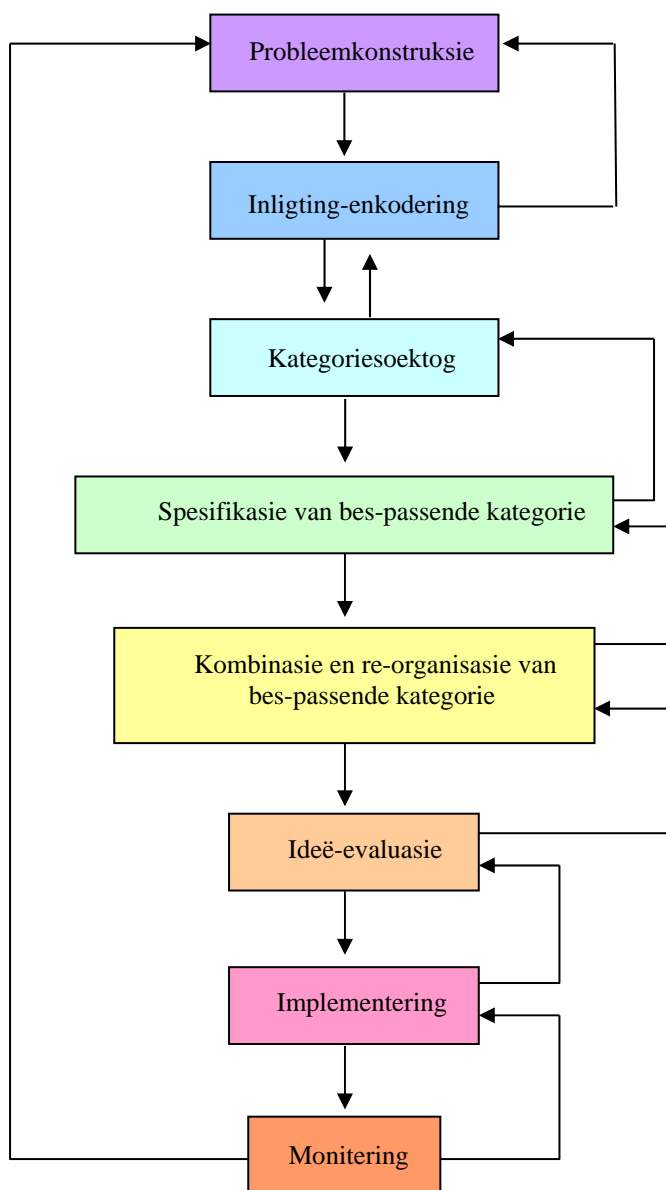 Probleemkonstruksie
Inligting-enkodering
Kategoriesoektog
Spesifikasie van bes-passende kategorie
Kombinasie en re-organisasie van
bes-passende kategorie
Ideë-evaluasie
Implementering
Monitering